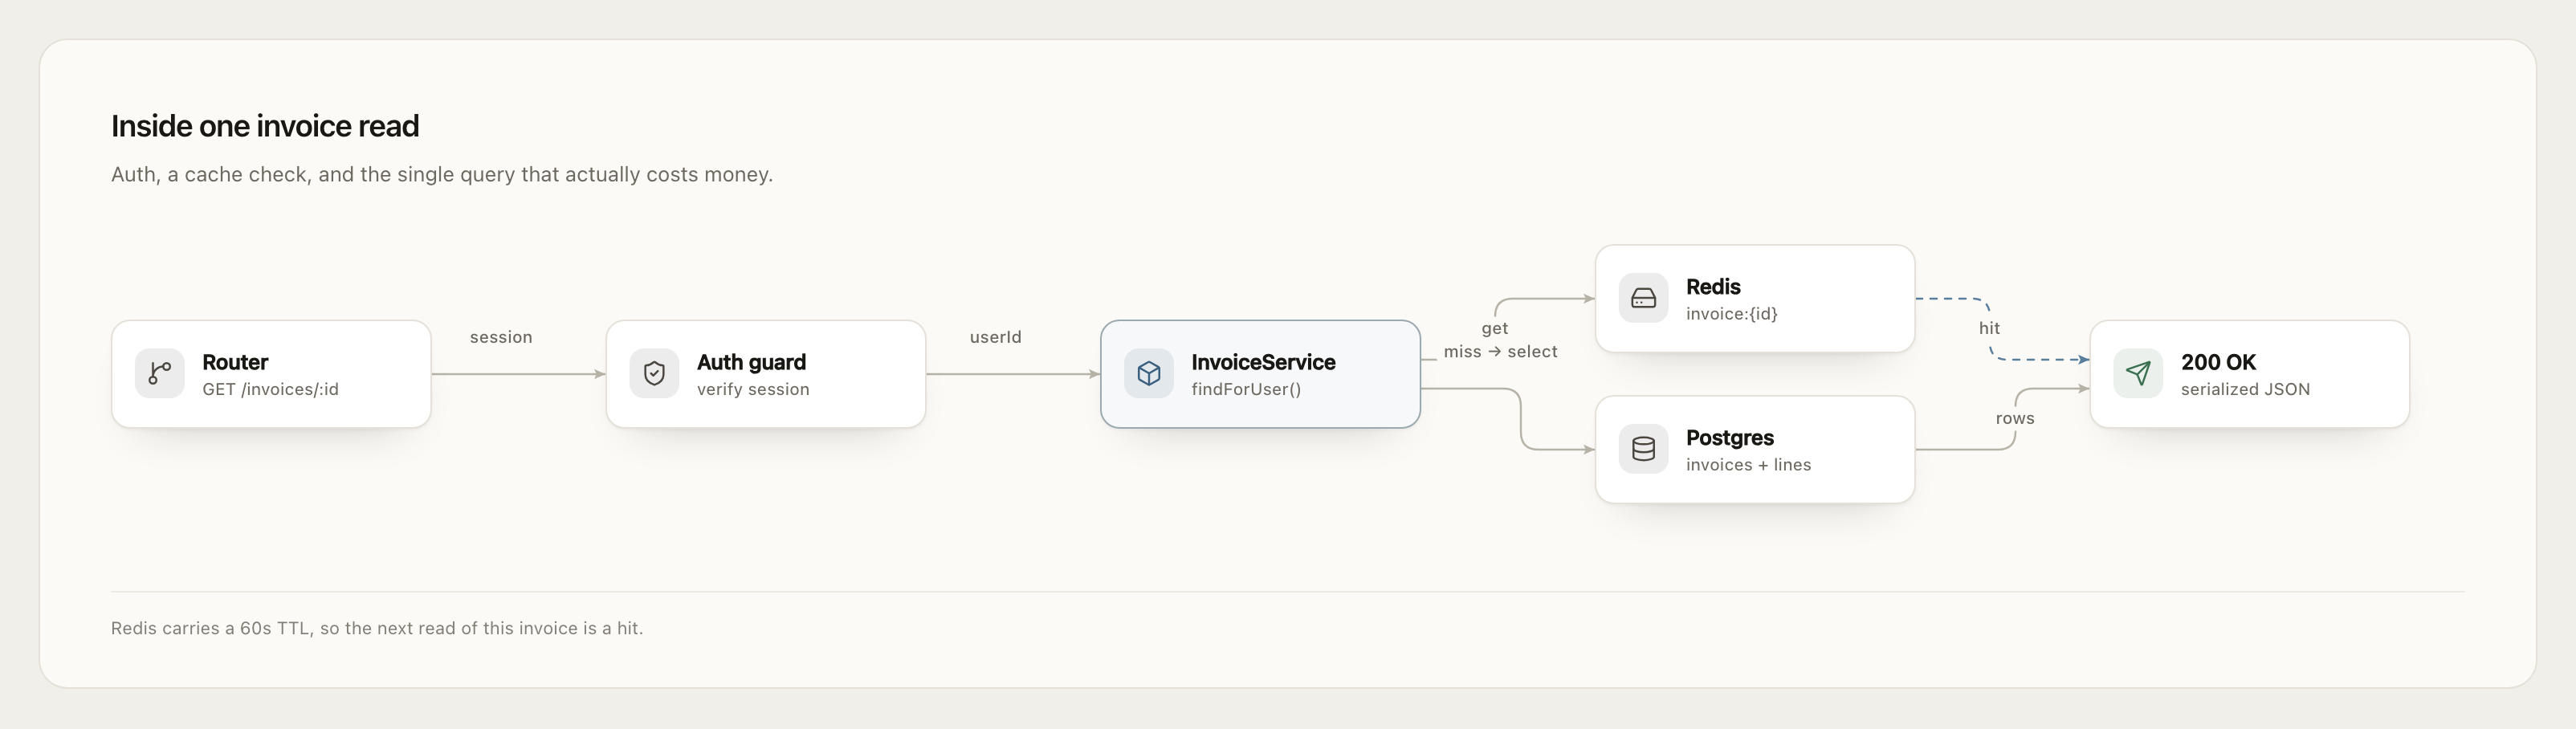 Inside one invoice read
Auth, a cache check, and the single query that actually costs money.
Router
GET /invoices/:id
session
Auth guard
verify session
userId
InvoiceService
findForUser()
get
miss → select
Redis
invoice:{id}
Postgres
invoices + lines
hit
rows
200 OK
serialized JSON
Redis carries a 60s TTL, so the next read of this invoice is a hit.